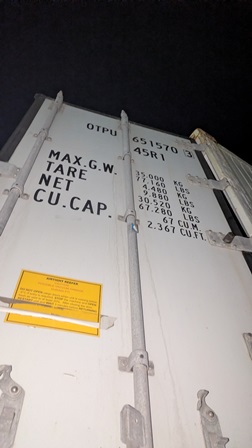 OTPU 651570 3
45R1
MAX.G.W. 35.000 KG
77.160 LBS
TARE 4.480 KG
9.880 LBS
NET 30.520 KG
67.280 LBS
CU.CAP. 67 CU.M.
2.367 CU.FT.